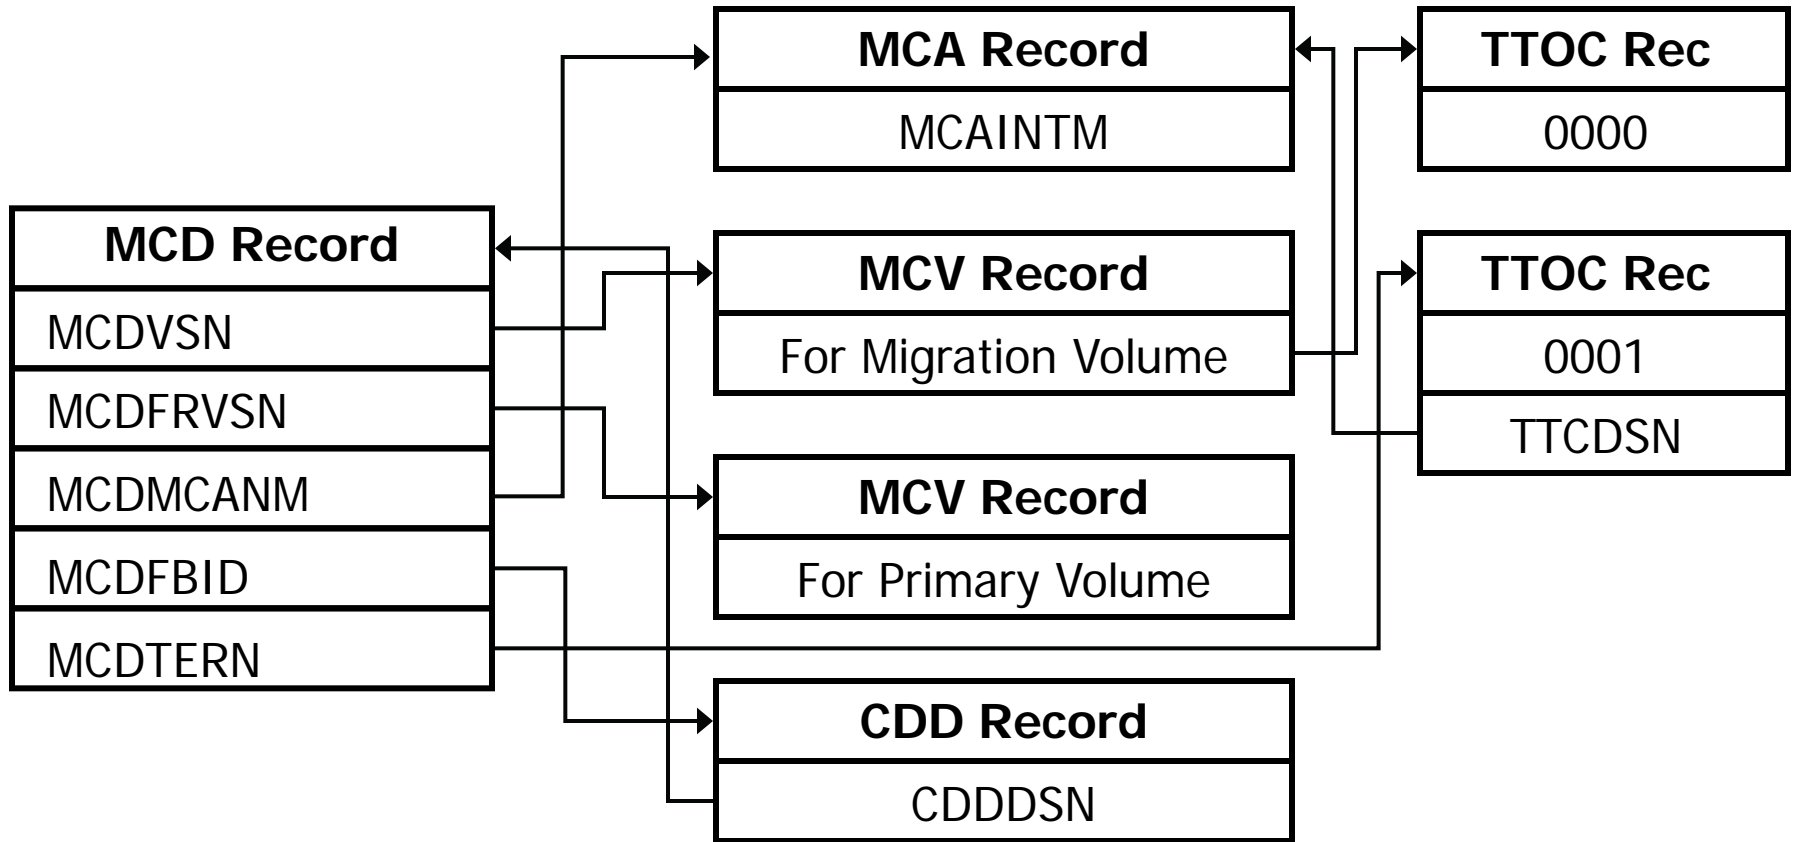 MCD Record
MCDVSN
MCDFRVSN
MCDMCANM
MCDFBID
MCDTERN
MCA Record
MCAINTM
MCV Record
For Migration Volume
MCV Record
For Primary Volume
CDD Record
CDDDSN
TTOC Rec
0000
TTOC Rec
0001
TTCDSN